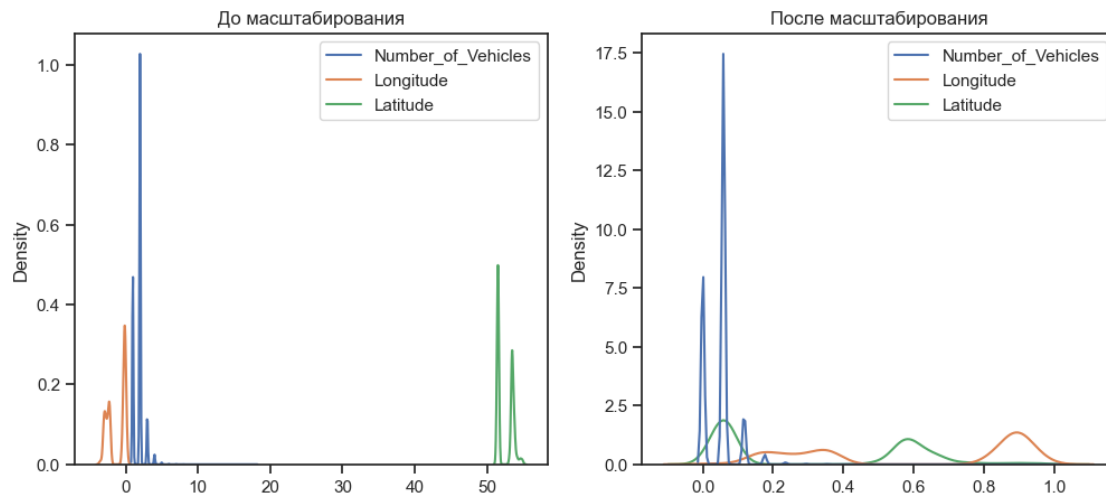 До масштабирования
Density
1.0
0.8
0.6
0.4
0.2
0.0
0 10 20 30 40 50
Number_of_Vehicles
Longitude
Latitude
После масштабирования
Density
17.5
15.0
12.5
10.0
7.5
5.0
2.5
0.0
0.0 0.2 0.4 0.6 0.8 1.0
Number_of_Vehicles
Longitude
Latitude